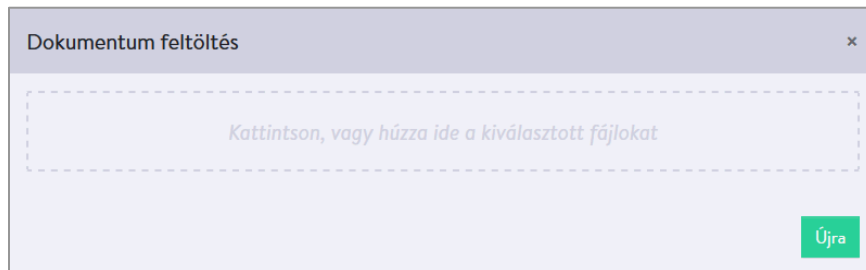 Dokumentum feltöltés ×
Kattintson, vagy húzza ide a kiválasztott fájlokat
Újra